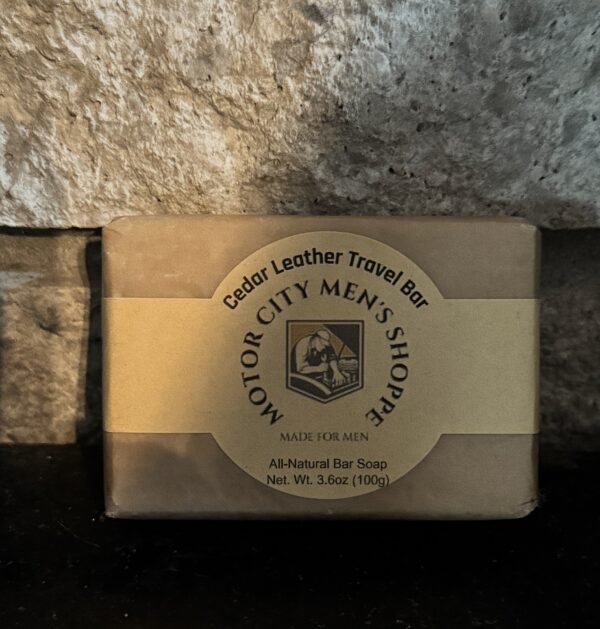 Cedar Leather Travel Bar
MOTOR CITY MEN'S SHOPPE
MADE FOR MEN
All-Natural Bar Soap
Net. Wt. 3.6oz (100g)